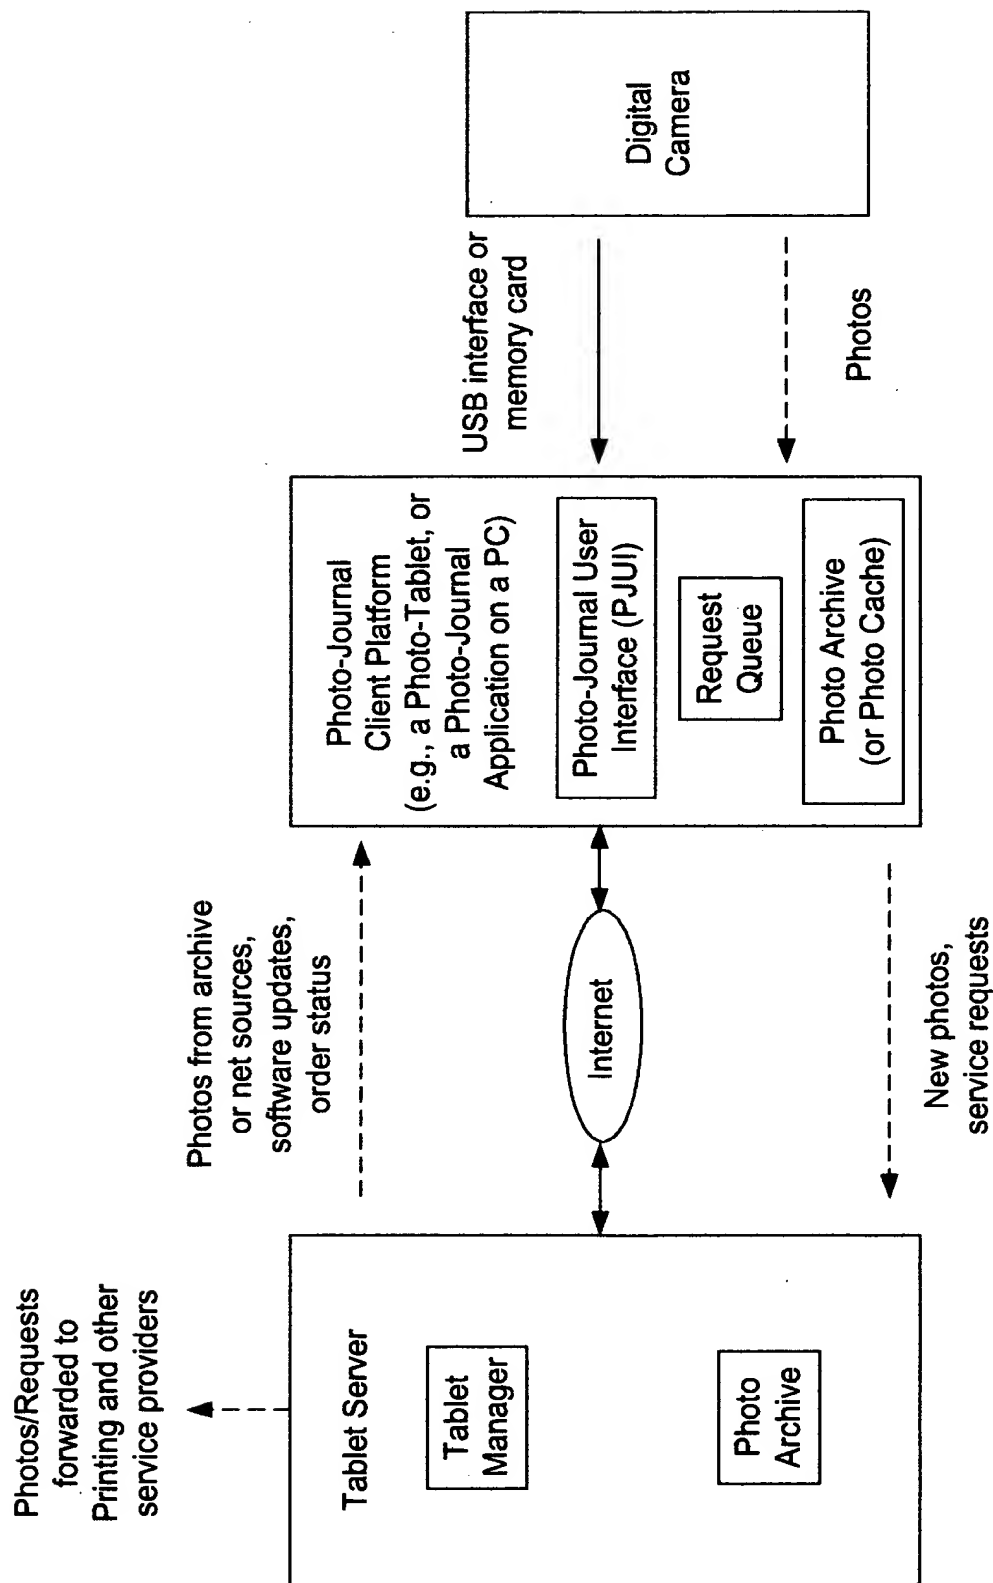 Photos/Requests
forwarded to
Printing and other
service providers
Tablet Server
Tablet
Manager
Photo
Archive
Photos from archive
or net sources,
software updates,
order status
Internet
New photos,
service requests
Photo-Journal
Client Platform
(e.g., a Photo-Tablet, or
a Photo-Journal
Application on a PC)
Photo-Journal User
Interface (PJUI)
Request
Queue
Photo Archive
(or Photo Cache)
USB interface or
memory card
Photos
Digital
Camera